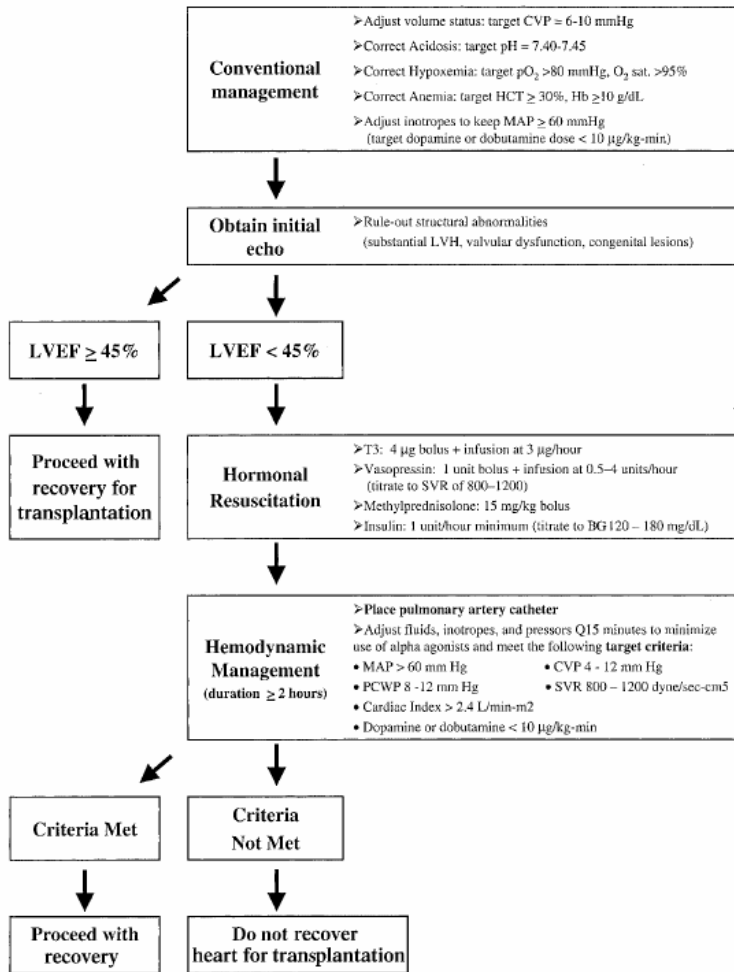 Conventional
management
➢Adjust volume status: target CVP = 6-10 mmHg
➢Correct Acidosis: target pH = 7.40-7.45
➢Correct Hypoxemia: target pO2 >80 mmHg, O2 sat. >95%
➢Correct Anemia: target HCT ≥ 30%, Hb ≥10 g/dL
➢Adjust inotropes to keep MAP ≥ 60 mmHg
(target dopamine or dobutamine dose < 10 µg/kg-min.)
Obtain initial
echo
➢Rule-out structural abnormalities
(substantial LVH, valvular dysfunction, congenital lesions)
LVEF ≥ 45%
LVEF < 45%
Proceed with
recovery for
transplantation
Hormonal
Resuscitation
➢T3: 4 µg bolus + infusion at 3 µg/hour
➢Vasopressin: 1 unit bolus + infusion at 0.5–4 units/hour
(titrate to SVR of 800–1200)
➢Methylprednisolone: 15 mg/kg bolus
➢Insulin: 1 unit/hour minimum (titrate to BG120 – 180 mg/dL)
Hemodynamic
Management
(duration ≥ 2 hours)
➢Place pulmonary artery catheter
➢Adjust fluids, inotropes, and pressors Q15 minutes to minimize
use of alpha agonists and meet the following target criteria:
• MAP > 60 mm Hg • CVP 4 - 12 mm Hg
• PCWP 8 -12 mm Hg • SVR 800 – 1200 dyne/sec-cm5
• Cardiac Index > 2.4 L/min-m2
• Dopamine or dobutamine < 10 µg/kg-min
Criteria Met
Criteria
Not Met
Proceed with
recovery
Do not recover
heart for transplantation